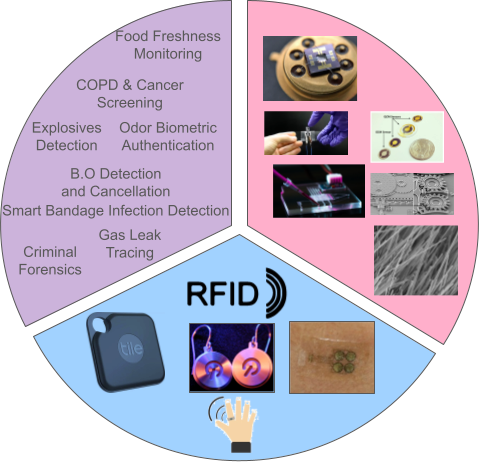 Food Freshness
Monitoring
COPD & Cancer
Screening
Explosives
Detection
Odor Biometric
Authentication
B.O Detection
and Cancellation
Smart Bandage Infection Detection
Gas Leak
Tracing
Criminal
Forensics
RFID
tile